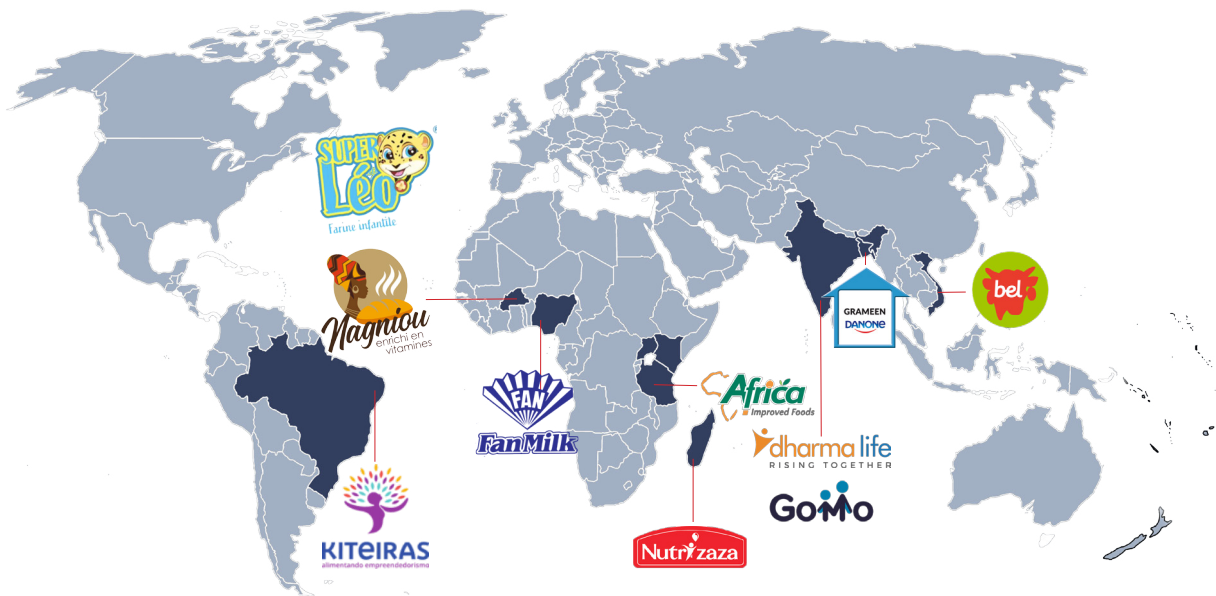 SUPER
Léo
Farine infantile
Nagniou
enrichi en
vitamines
bel
GRAMEEN
DANONE
FAN
FanMilk
Africa
Improved Foods
dharma life
RISING TOGETHER
GOMO
KITEIRAS
alimentando empreendedorismo
Nutrizaza